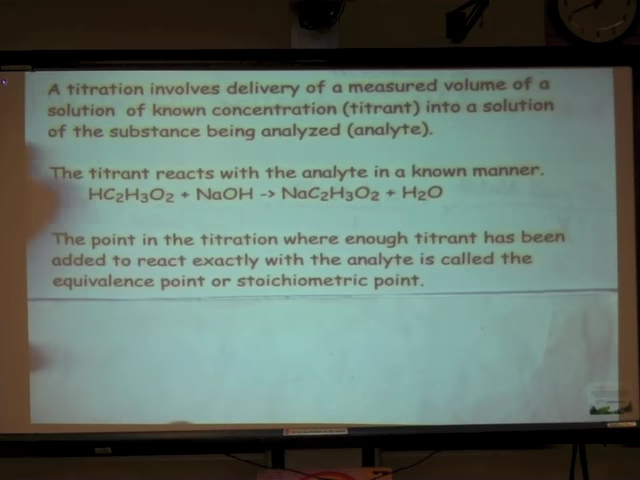 A titration involves delivery of a measured volume of a
solution of known concentration (titrant) into a solution
of the substance being analyzed (analyte).
The titrant reacts with the analyte in a known manner.
HC2H3O2 + NaOH -> NaC2H3O2 + H2O
The point in the titration where enough titrant has been
added to react exactly with the analyte is called the
equivalence point or stoichiometric point.